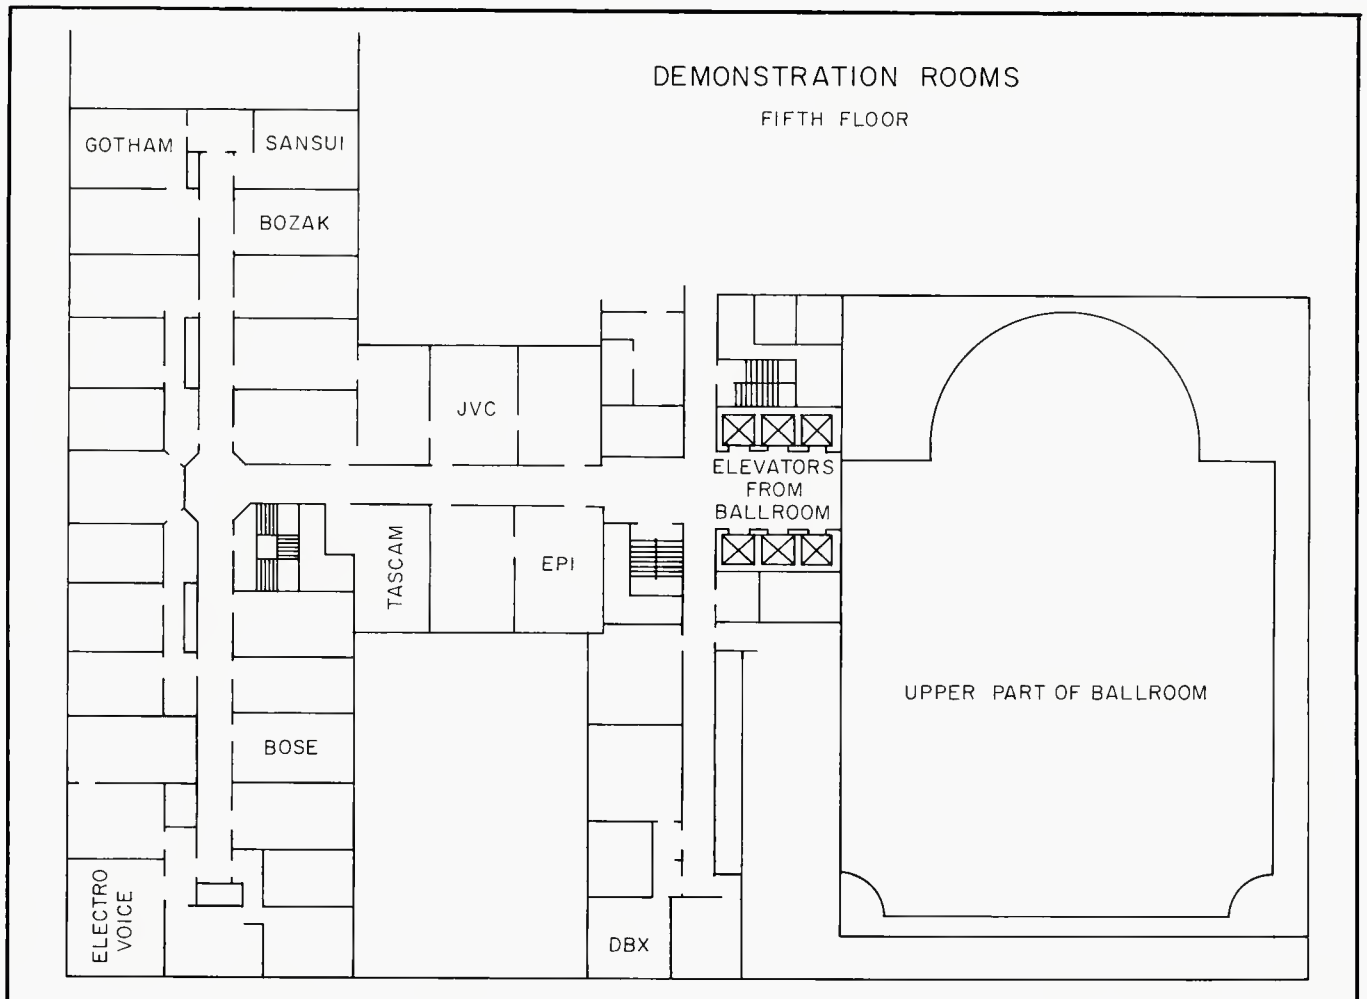 DEMONSTRATION ROOMS
FIFTH FLOOR
GOTHAM
SANSUI
BOZAK
JVC
ELEVATORS
FROM
BALLROOM
TASCAM
EPI
UPPER PART OF BALLROOM
BOSE
ELECTRO
VOICE
DBX